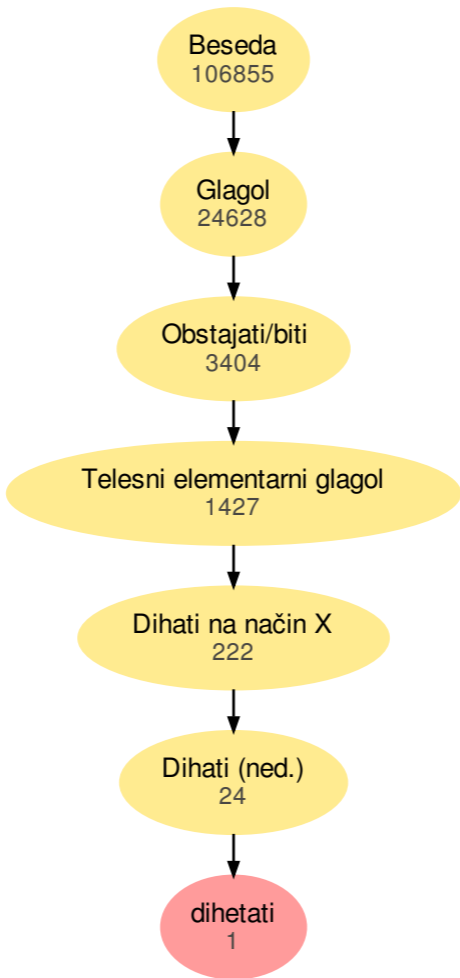 Beseda
106855
Glagol
24628
Obstajati/biti
3404
Telesni elementarni glagol
1427
Dihati na način X
222
Dihati (ned.)
24
dihetati
1